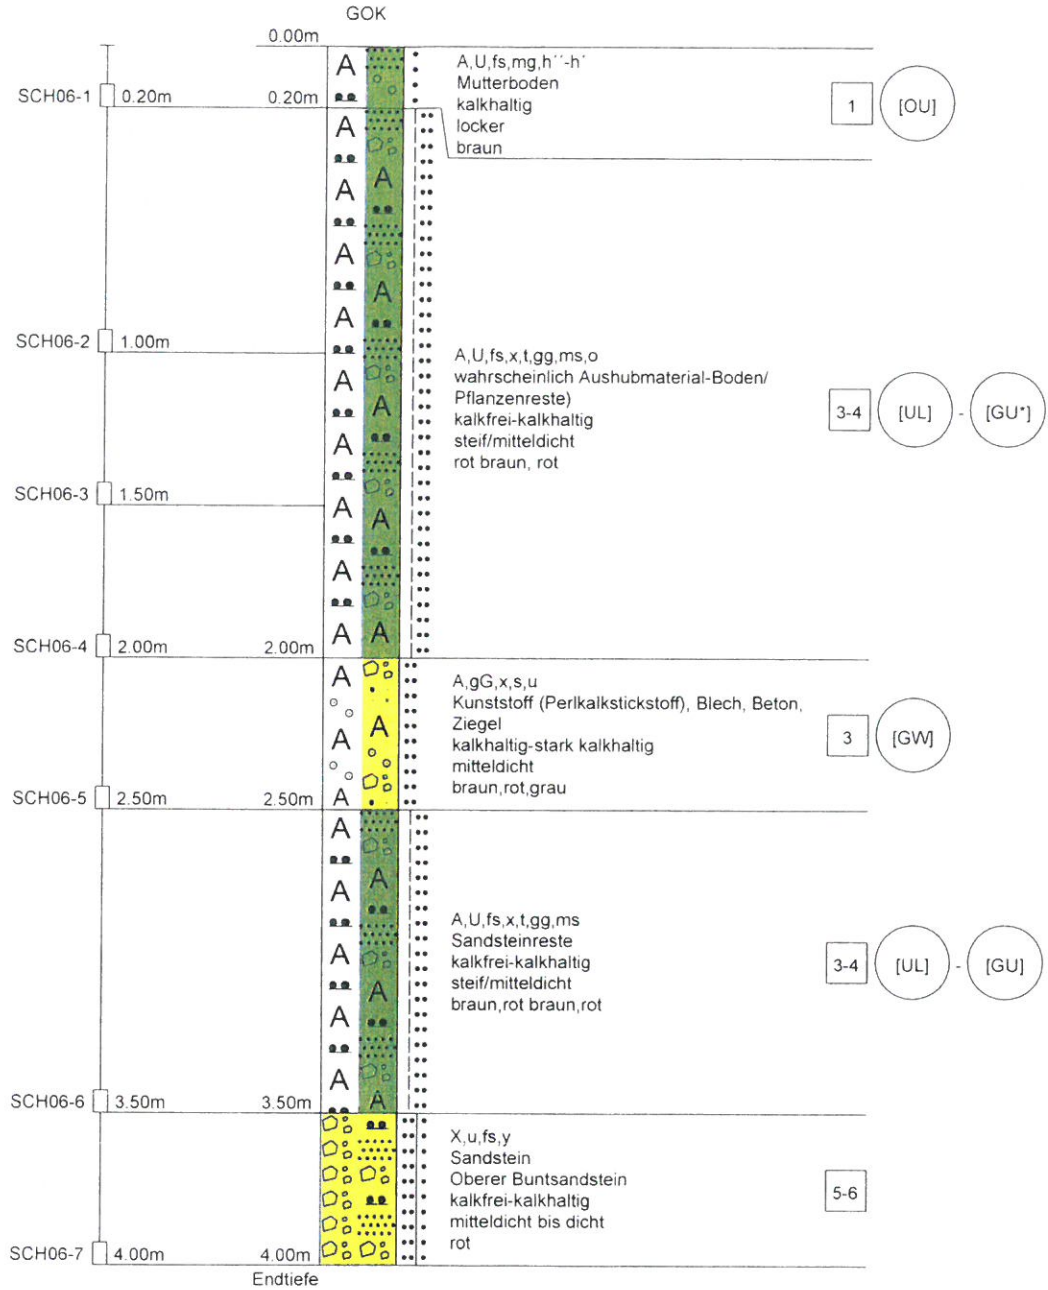 GOK
0.00m
SCH06-1 0.20m 0.20m
A
A,U,fs,mg,h´´-h´
Mutterboden
kalkhaltig
locker
braun
1 [OU]
A
A
A
A
A
A
A
A
A
A
A
A
A
A
SCH06-2 1.00m
SCH06-3 1.50m
SCH06-4 2.00m 2.00m
A,U,fs,x,t,gg,ms,o
wahrscheinlich Aushubmaterial-Boden/
Pflanzenreste)
kalkfrei-kalkhaltig
steif/mitteldicht
rot braun, rot
3-4 [UL] - [GU*]
A
A
A
A
A,gG,x,s,u
Kunststoff (Perlkalkstickstoff), Blech, Beton,
Ziegel
kalkhaltig-stark kalkhaltig
mitteldicht
braun,rot,grau
3 [GW]
SCH06-5 2.50m 2.50m
A
A
A
A
A
A
A
A
A,U,fs,x,t,gg,ms
Sandsteinreste
kalkfrei-kalkhaltig
steif/mitteldicht
braun,rot braun,rot
3-4 [UL] - [GU]
SCH06-6 3.50m 3.50m
X,u,fs,y
Sandstein
Oberer Buntsandstein
kalkfrei-kalkhaltig
mitteldicht bis dicht
rot
5-6
SCH06-7 4.00m 4.00m
Endtiefe